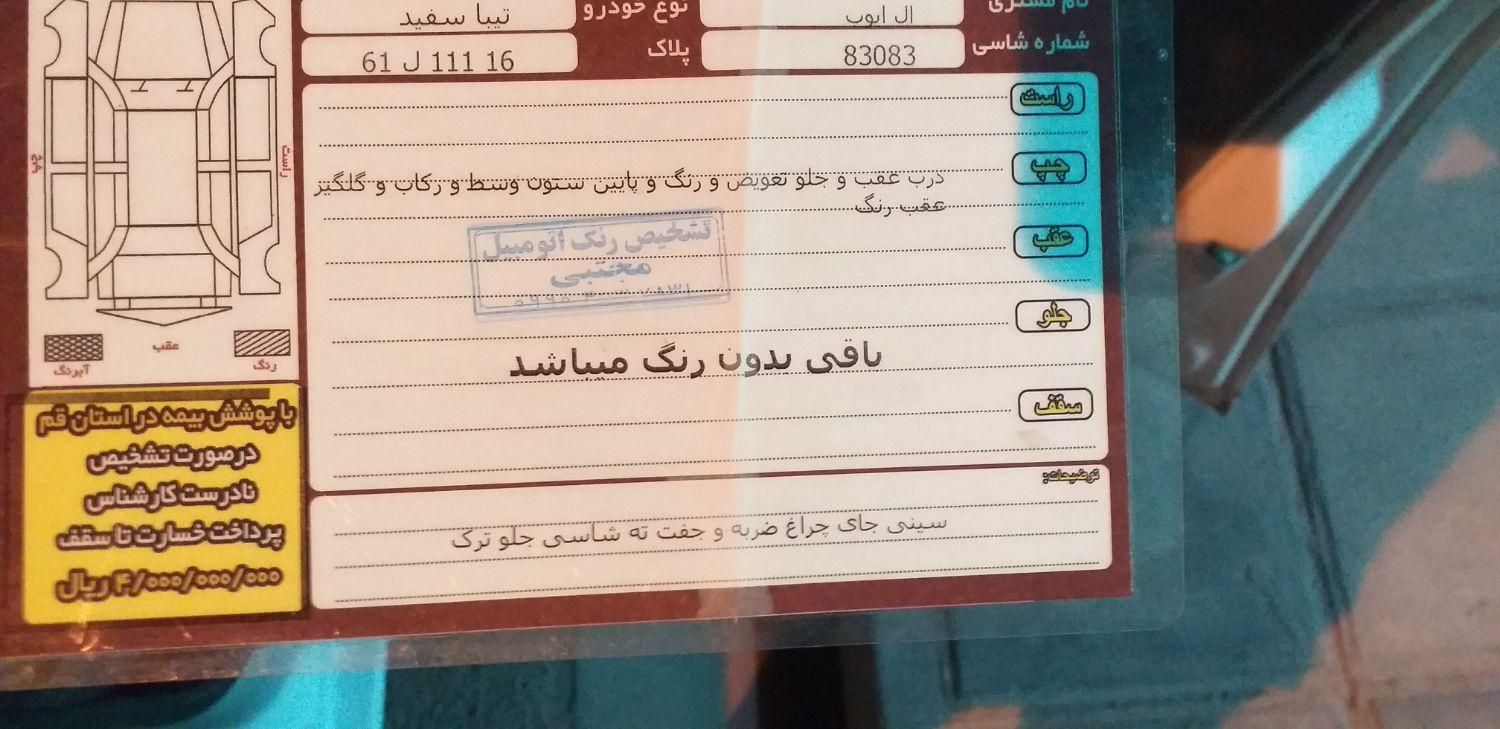 نام مشتری
ال ایوب
نوع خودرو
تیبا سفید
شماره شاسی
83083
پلاک
16 111 ل 61
راست
چپ
درب عقب و جلو تعویض و رنگ و پایین ستون وسط و رکاب و گلگیر
عقب رنگ
عقب
تشخیص رنگ اتومبیل
مجتبی
جلو
باقی بدون رنگ میباشد
سقف
توضیحات:
سینی جای چراغ ضربه و جفت ته شاسی جلو ترک
راست
چپ
عقب
رنگ
آبرنگ
با پوشش بیمه در استان قم
درصورت تشخیص
نادرست کارشناس
پرداخت خسارت تا سقف
۴/۰۰۰/۰۰۰/۰۰۰ ریال